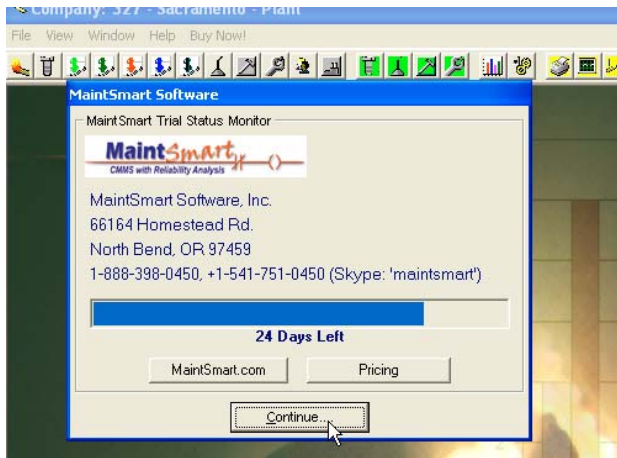 Company: 327 - Sacramento - Plant
File View Window Help Buy Now!
MaintSmart Software
MaintSmart Trial Status Monitor
MaintSmart
CMMS with Reliability Analysis
MaintSmart Software, Inc.
66164 Homestead Rd.
North Bend, OR 97459
1-888-398-0450, +1-541-751-0450 (Skype: 'maintsmart')
24 Days Left
MaintSmart.com Pricing
Continue...